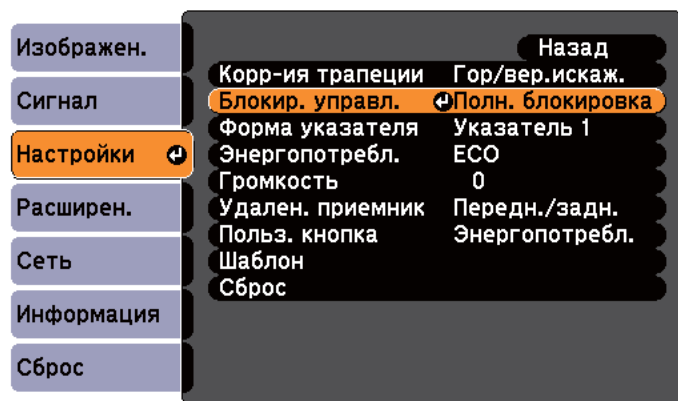 Изображен.
Сигнал
Настройки
Расширен.
Сеть
Информация
Сброс
Назад
Корр-ия трапеции Гор/вер.искаж.
Блокир. управл. Полн. блокировка
Форма указателя Указатель 1
Энергопотребл. ECO
Громкость 0
Удален. приемник Передн./задн.
Польз. кнопка Энергопотребл.
Шаблон
Сброс